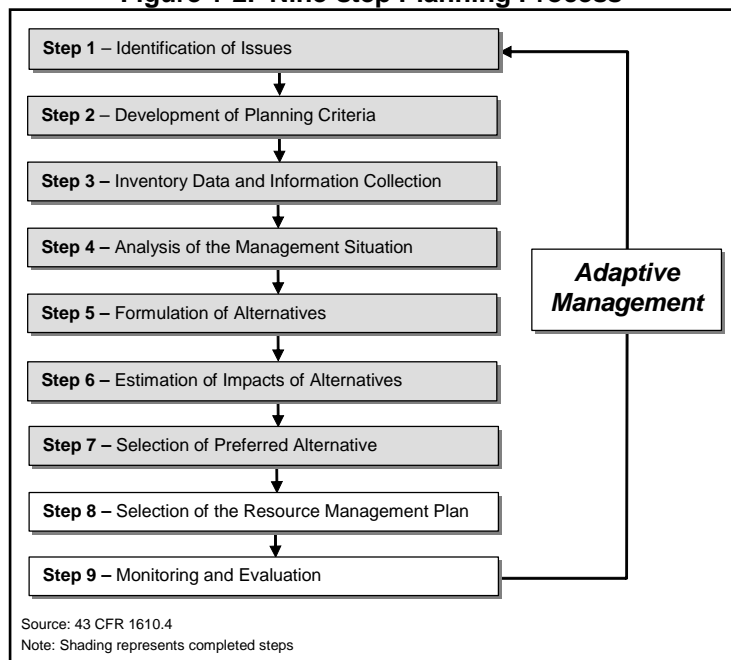 Figure 1-2. Nine-step Planning Process
Step 1 – Identification of Issues
Step 2 – Development of Planning Criteria
Step 3 – Inventory Data and Information Collection
Step 4 – Analysis of the Management Situation
Step 5 – Formulation of Alternatives
Step 6 – Estimation of Impacts of Alternatives
Step 7 – Selection of Preferred Alternative
Step 8 – Selection of the Resource Management Plan
Step 9 – Monitoring and Evaluation
Adaptive
Management
Source: 43 CFR 1610.4
Note: Shading represents completed steps